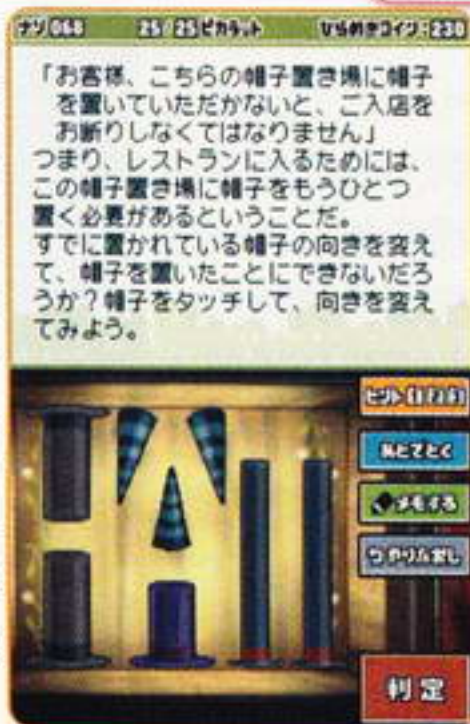 ナゾ068 25/25ピカラット ひらめきコイン:230
「お客様、こちらの帽子置き場に帽子
を置いていただかないと、ご入店を
お断りしなくてはなりません」
つまり、レストランに入るためには、
この帽子置き場に帽子をもうひとつ
置く必要があるということだ。
すでに置かれている帽子の向きを変え
て、帽子を置いたことにできないだろ
うか?帽子をタッチして、向きを変え
てみよう。
ヒント 1 2 3
あとでとく
メモする
つやりなおし
判定